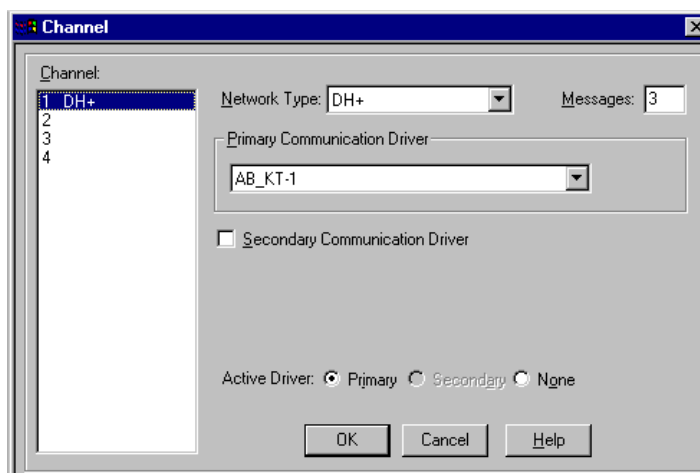 Channel
Channel:
1 DH+
2
3
4
Network Type: DH+
Messages: 3
Primary Communication Driver
AB_KT-1
Secondary Communication Driver
Active Driver: Primary Secondary None
OK Cancel Help